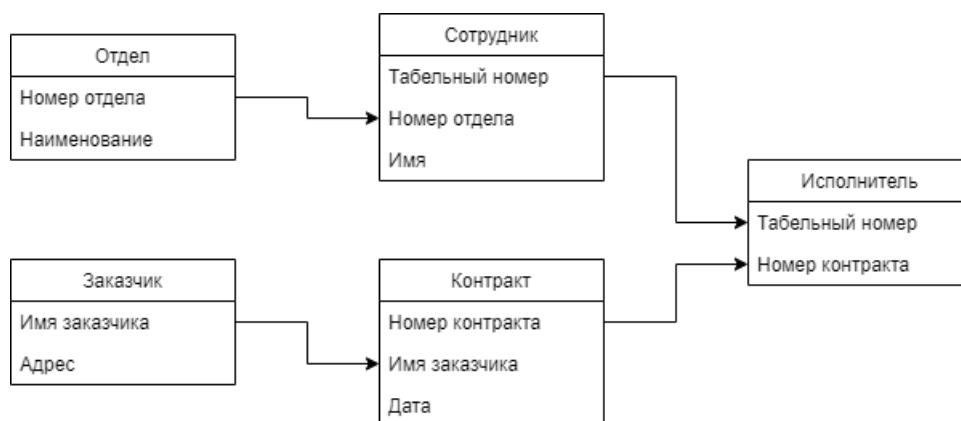 Отдел
Номер отдела
Наименование
Сотрудник
Табельный номер
Номер отдела
Имя
Исполнитель
Табельный номер
Номер контракта
Заказчик
Имя заказчика
Адрес
Контракт
Номер контракта
Имя заказчика
Дата